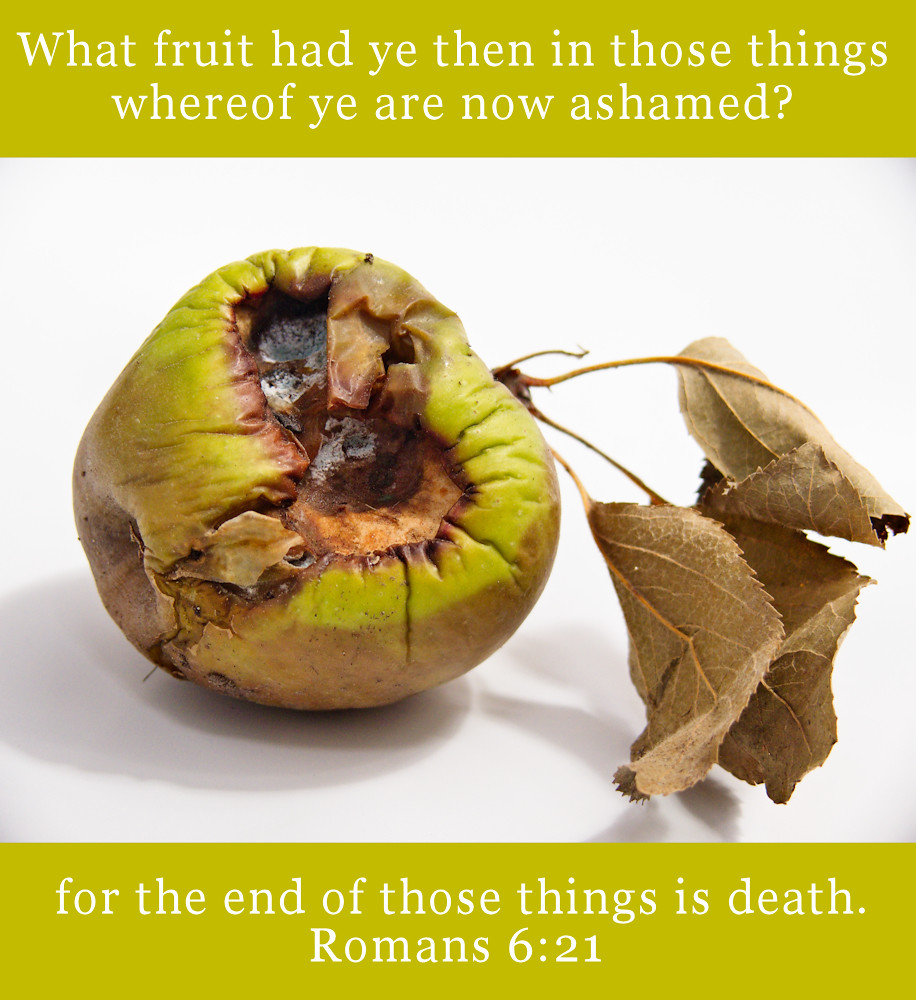 What fruit had ye then in those things
whereof ye are now ashamed?
for the end of those things is death.
Romans 6:21